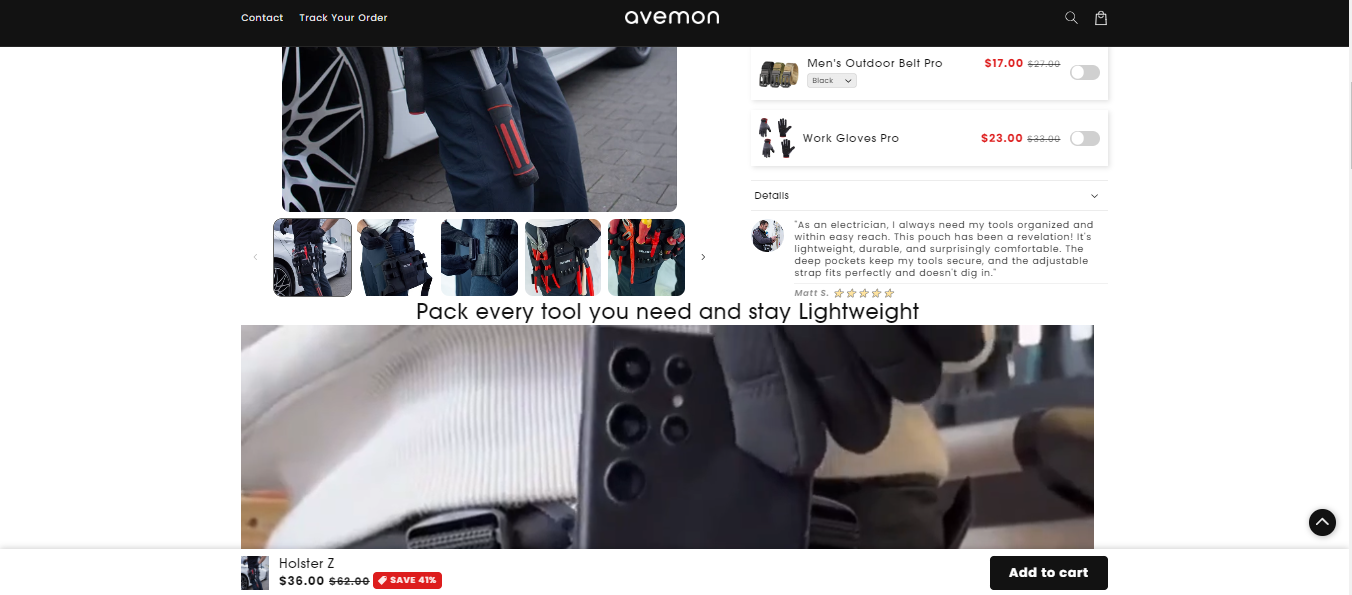 Contact
Track Your Order
avemon
Men's Outdoor Belt Pro
$17.00 $27.00
Black
Work Gloves Pro
$23.00 $33.00
Details
"As an electrician, I always need my tools organized and
within easy reach. This pouch has been a revelation! It's
lightweight, durable, and surprisingly comfortable. The
deep pockets keep my tools secure, and the adjustable
strap fits perfectly and doesn't dig in."
Matt S.
Pack every tool you need and stay Lightweight
Holster Z
$36.00 $62.00 SAVE 41%
Add to cart